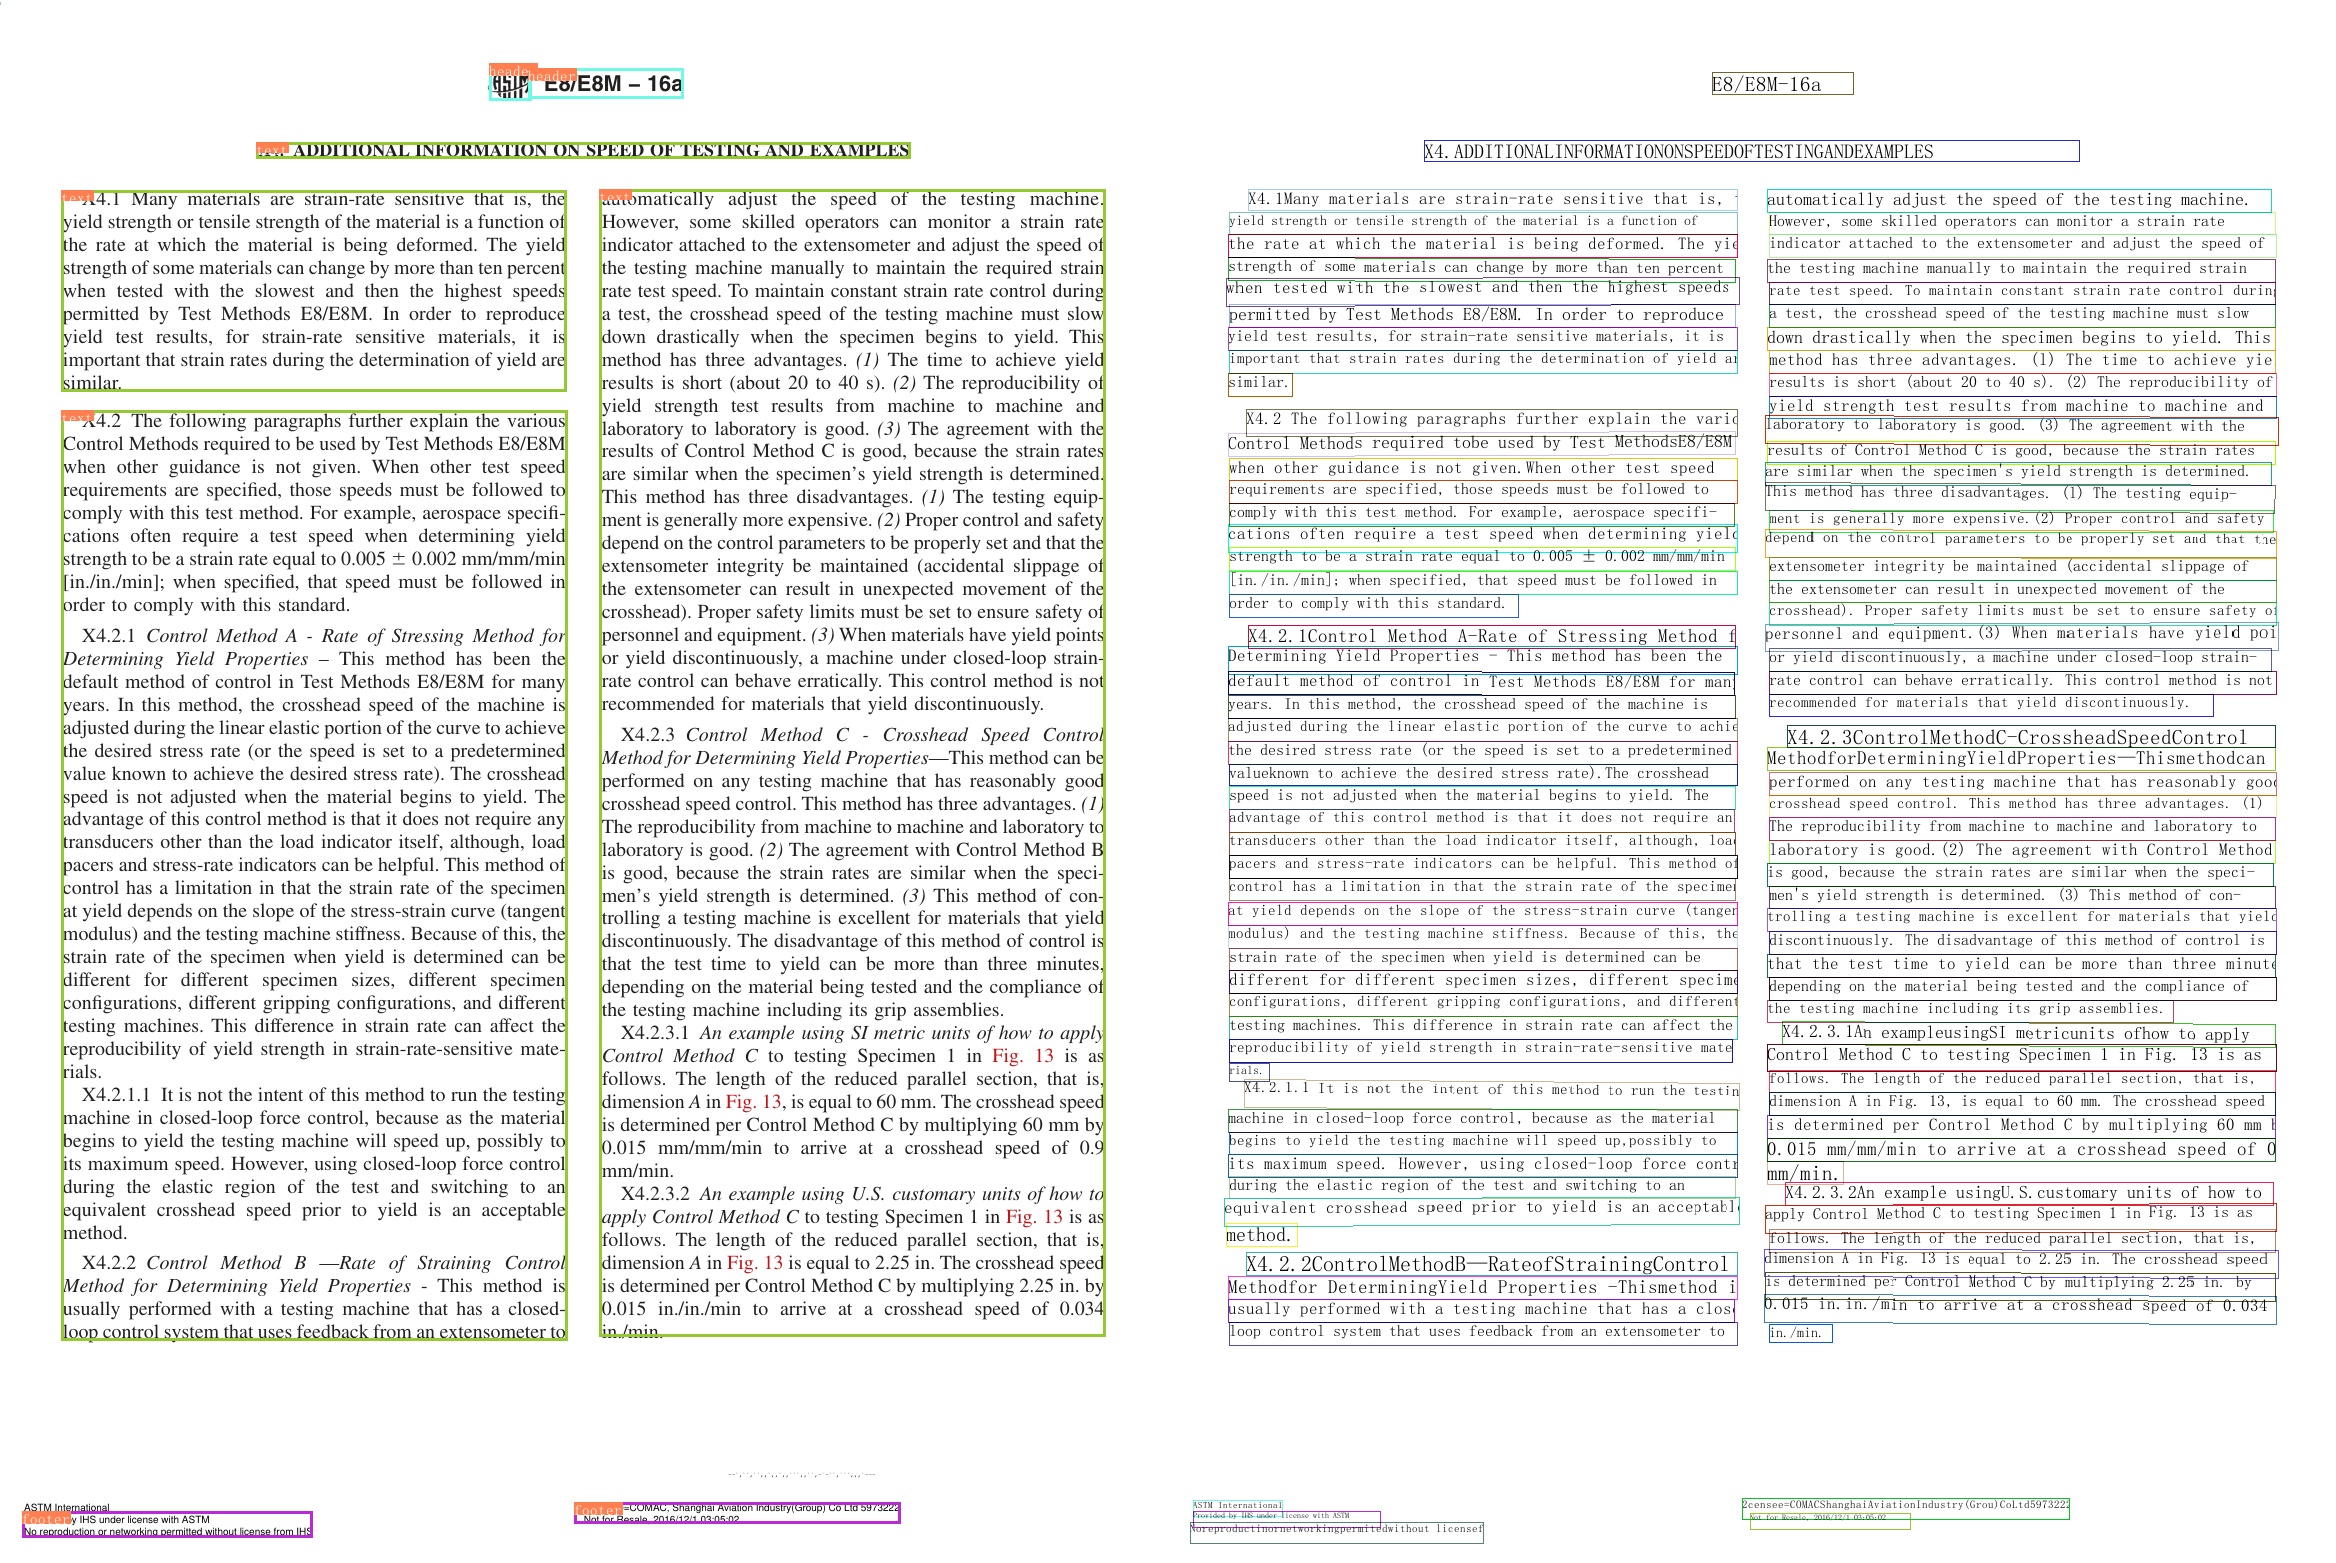 header
header
E8/E8M − 16a
text
ADDITIONAL INFORMATION ON SPEED OF TESTING AND EXAMPLES
text
X4.1 Many materials are strain-rate sensitive that is, the
yield strength or tensile strength of the material is a function of
the rate at which the material is being deformed. The yield
strength of some materials can change by more than ten percent
when tested with the slowest and then the highest speeds
permitted by Test Methods E8/E8M. In order to reproduce
yield test results, for strain-rate sensitive materials, it is
important that strain rates during the determination of yield are
similar.
text
X4.2 The following paragraphs further explain the various
Control Methods required to be used by Test Methods E8/E8M
when other guidance is not given. When other test speed
requirements are specified, those speeds must be followed to
comply with this test method. For example, aerospace specifi-
cations often require a test speed when determining yield
strength to be a strain rate equal to 0.005 ± 0.002 mm/mm/min
[in./in./min]; when specified, that speed must be followed in
order to comply with this standard.
X4.2.1 Control Method A - Rate of Stressing Method for
Determining Yield Properties – This method has been the
default method of control in Test Methods E8/E8M for many
years. In this method, the crosshead speed of the machine is
adjusted during the linear elastic portion of the curve to achieve
the desired stress rate (or the speed is set to a predetermined
value known to achieve the desired stress rate). The crosshead
speed is not adjusted when the material begins to yield. The
advantage of this control method is that it does not require any
transducers other than the load indicator itself, although, load
pacers and stress-rate indicators can be helpful. This method of
control has a limitation in that the strain rate of the specimen
at yield depends on the slope of the stress-strain curve (tangent
modulus) and the testing machine stiffness. Because of this, the
strain rate of the specimen when yield is determined can be
different for different specimen sizes, different specimen
configurations, different gripping configurations, and different
testing machines. This difference in strain rate can affect the
reproducibility of yield strength in strain-rate-sensitive mate-
rials.
X4.2.1.1 It is not the intent of this method to run the testing
machine in closed-loop force control, because as the material
begins to yield the testing machine will speed up, possibly to
its maximum speed. However, using closed-loop force control
during the elastic region of the test and switching to an
equivalent crosshead speed prior to yield is an acceptable
method.
X4.2.2 Control Method B —Rate of Straining Control
Method for Determining Yield Properties - This method is
usually performed with a testing machine that has a closed-
loop control system that uses feedback from an extensometer to
text
automatically adjust the speed of the testing machine.
However, some skilled operators can monitor a strain rate
indicator attached to the extensometer and adjust the speed of
the testing machine manually to maintain the required strain
rate test speed. To maintain constant strain rate control during
a test, the crosshead speed of the testing machine must slow
down drastically when the specimen begins to yield. This
method has three advantages. (1) The time to achieve yield
results is short (about 20 to 40 s). (2) The reproducibility of
yield strength test results from machine to machine and
laboratory to laboratory is good. (3) The agreement with the
results of Control Method C is good, because the strain rates
are similar when the specimen’s yield strength is determined.
This method has three disadvantages. (1) The testing equip-
ment is generally more expensive. (2) Proper control and safety
depend on the control parameters to be properly set and that the
extensometer integrity be maintained (accidental slippage of
the extensometer can result in unexpected movement of the
crosshead). Proper safety limits must be set to ensure safety of
personnel and equipment. (3) When materials have yield points
or yield discontinuously, a machine under closed-loop strain-
rate control can behave erratically. This control method is not
recommended for materials that yield discontinuously.
X4.2.3 Control Method C - Crosshead Speed Control
Method for Determining Yield Properties—This method can be
performed on any testing machine that has reasonably good
crosshead speed control. This method has three advantages. (1)
The reproducibility from machine to machine and laboratory to
laboratory is good. (2) The agreement with Control Method B
is good, because the strain rates are similar when the speci-
men’s yield strength is determined. (3) This method of con-
trolling a testing machine is excellent for materials that yield
discontinuously. The disadvantage of this method of control is
that the test time to yield can be more than three minutes,
depending on the material being tested and the compliance of
the testing machine including its grip assemblies.
X4.2.3.1 An example using SI metric units of how to apply
Control Method C to testing Specimen 1 in Fig. 13 is as
follows. The length of the reduced parallel section, that is,
dimension A in Fig. 13, is equal to 60 mm. The crosshead speed
is determined per Control Method C by multiplying 60 mm by
0.015 mm/mm/min to arrive at a crosshead speed of 0.9
mm/min.
X4.2.3.2 An example using U.S. customary units of how to
apply Control Method C to testing Specimen 1 in Fig. 13 is as
follows. The length of the reduced parallel section, that is,
dimension A in Fig. 13 is equal to 2.25 in. The crosshead speed
is determined per Control Method C by multiplying 2.25 in. by
0.015 in./in./min to arrive at a crosshead speed of 0.034
in./min.
ASTM International
footer
y IHS under license with ASTM
No reproduction or networking permitted without license from IHS
footer
=COMAC, Shanghai Aviation Industry(Group) Co Ltd 5973222
Not for Resale, 2016/12/1 03:05:02
E8/E8M-16a
X4.ADDITIONALINFORMATIONONSPEEDOFTESTINGANDEXAMPLES
X4.1Many materials are strain-rate sensitive that is,
yield strength or tensile strength of the material is a function of
the rate at which the material is being deformed. The yie
strength of some materials can change by more than ten percent
when tested with the slowest and then the highest speeds
permitted by Test Methods E8/E8M. In order to reproduce
yield test results, for strain-rate sensitive materials, it is
important that strain rates during the determination of yield ar
similar.
X4.2 The following paragraphs further explain the vario
Control Methods required tobe used by Test MethodsE8/E8M
when other guidance is not given.When other test speed
requirements are specified, those speeds must be followed to
comply with this test method. For example, aerospace specifi-
cations often require a test speed when determining yield
strength to be a strain rate equal to 0.005 ± 0.002 mm/mm/min
[in./in./min]; when specified, that speed must be followed in
order to comply with this standard.
X4.2.1Control Method A-Rate of Stressing Method f
Determining Yield Properties - This method has been the
default method of control in Test Methods E8/E8M for many
years. In this method, the crosshead speed of the machine is
adjusted during the linear elastic portion of the curve to achie
the desired stress rate (or the speed is set to a predetermined
valueknown to achieve the desired stress rate).The crosshead
speed is not adjusted when the material begins to yield. The
advantage of this control method is that it does not require an
transducers other than the load indicator itself, although, load
pacers and stress-rate indicators can be helpful. This method of
control has a limitation in that the strain rate of the specimen
at yield depends on the slope of the stress-strain curve (tangen
modulus) and the testing machine stiffness. Because of this, the
strain rate of the specimen when yield is determined can be
different for different specimen sizes, different specime
configurations, different gripping configurations, and different
testing machines. This difference in strain rate can affect the
reproducibility of yield strength in strain-rate-sensitive mate
rials.
X4.2.1.1 It is not the intent of this method to run the testin
machine in closed-loop force control, because as the material
begins to yield the testing machine will speed up,possibly to
its maximum speed. However, using closed-loop force contr
during the elastic region of the test and switching to an
equivalent crosshead speed prior to yield is an acceptabl
method.
X4.2.2ControlMethodB—RateofStrainingControl
Methodfor DeterminingYield Properties -Thismethod i
usually performed with a testing machine that has a clos
loop control system that uses feedback from an extensometer to
automatically adjust the speed of the testing machine.
However, some skilled operators can monitor a strain rate
indicator attached to the extensometer and adjust the speed of
the testing machine manually to maintain the required strain
rate test speed. To maintain constant strain rate control during
a test, the crosshead speed of the testing machine must slow
down drastically when the specimen begins to yield. This
method has three advantages. (1) The time to achieve yie
results is short (about 20 to 40 s). (2) The reproducibility of
yield strength test results from machine to machine and
laboratory to laboratory is good. (3) The agreement with the
results of Control Method C is good, because the strain rates
are similar when the specimen's yield strength is determined.
This method has three disadvantages. (1) The testing equip-
ment is generally more expensive.(2) Proper control and safety
depend on the control parameters to be properly set and that the
extensometer integrity be maintained (accidental slippage of
the extensometer can result in unexpected movement of the
crosshead). Proper safety limits must be set to ensure safety of
personnel and equipment.(3) When materials have yield poi
or yield discontinuously, a machine under closed-loop strain-
rate control can behave erratically. This control method is not
recommended for materials that yield discontinuously.
X4.2.3ControlMethodC-CrossheadSpeedControl
MethodforDeterminingYieldProperties—Thismethodcan
performed on any testing machine that has reasonably good
crosshead speed control. This method has three advantages. (1)
The reproducibility from machine to machine and laboratory to
laboratory is good.(2) The agreement with Control Method
is good, because the strain rates are similar when the speci-
men's yield strength is determined. (3) This method of con-
trolling a testing machine is excellent for materials that yield
discontinuously. The disadvantage of this method of control is
that the test time to yield can be more than three minute
depending on the material being tested and the compliance of
the testing machine including its grip assemblies.
X4.2.3.1An exampleusingSI metricunits ofhow to apply
Control Method C to testing Specimen 1 in Fig. 13 is as
follows. The length of the reduced parallel section, that is,
dimension A in Fig. 13, is equal to 60 mm. The crosshead speed
is determined per Control Method C by multiplying 60 mm b
0.015 mm/mm/min to arrive at a crosshead speed of 0
mm/min.
X4.2.3.2An example usingU.S.customary units of how to
apply Control Method C to testing Specimen 1 in Fig. 13 is as
follows. The length of the reduced parallel section, that is,
dimension A in Fig. 13 is equal to 2.25 in. The crosshead speed
is determined per Control Method C by multiplying 2.25 in. by
0.015 in.in./min to arrive at a crosshead speed of 0.034
in./min.
ASTM International
Provided by IHS under license with ASTM
Noreproductinornetworkingpermitedwithout licensef
2censee=COMACShanghaiAviationIndustry(Grou)CoLtd5973222
Not for Resale, 2016/12/1 03:05:02